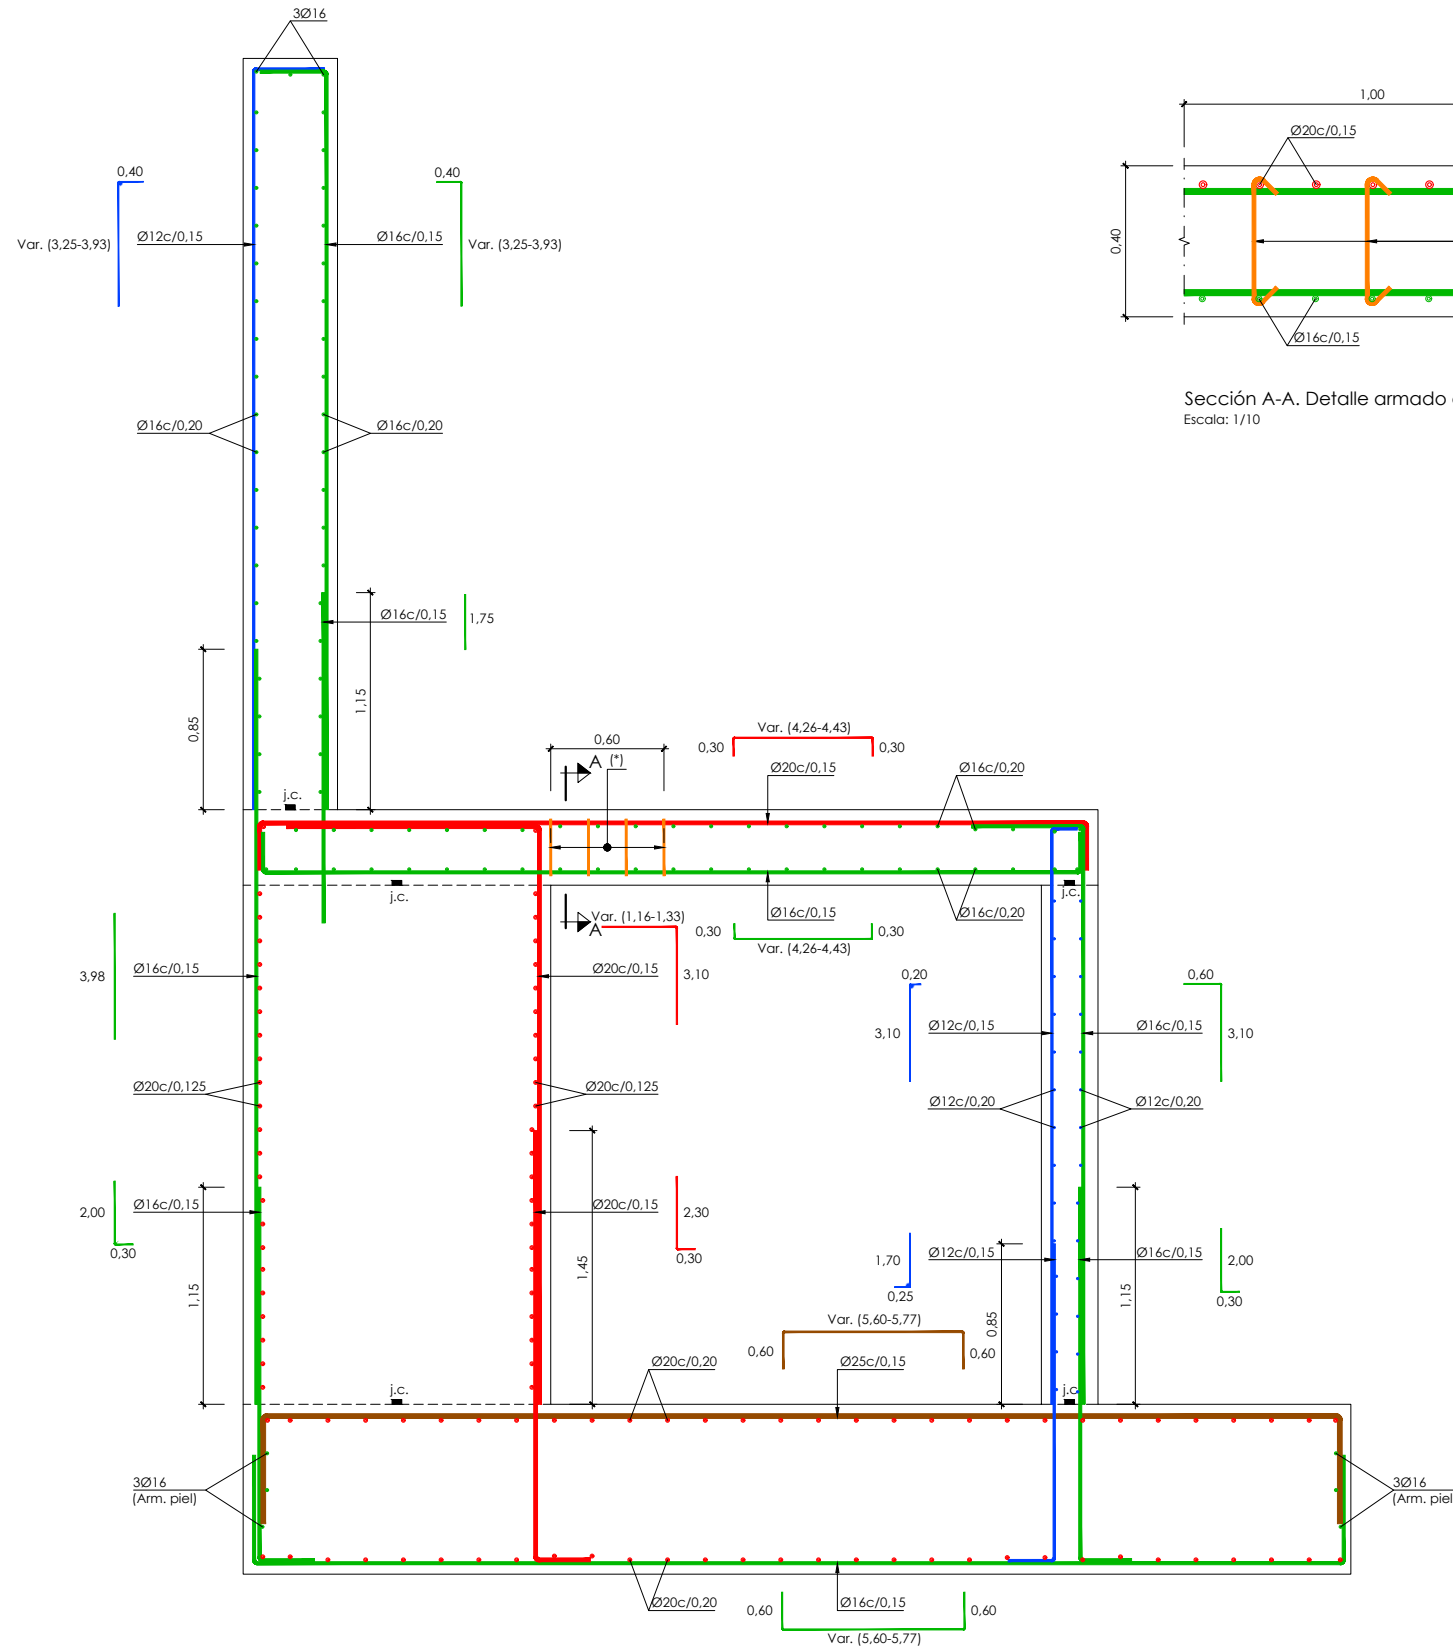 3Ø16
1,00
Ø20c/0,15
0,40
0,40
0,40
Var. (3,25-3,93)
Ø12c/0,15
Ø16c/0,15
Var. (3,25-3,93)
Ø16c/0,15
Sección A-A. Detalle armado
Escala: 1/10
Ø16c/0,20
Ø16c/0,20
Ø16c/0,15
1,75
1,15
0,85
0,60
A (*)
Var. (4,26-4,43)
0,30
0,30
Ø20c/0,15
Ø16c/0,20
j.c.
j.c.
j.c.
Var. (1,16-1,33)
A
Ø16c/0,15
Ø16c/0,20
0,30
0,30
Var. (4,26-4,43)
3,98
Ø16c/0,15
Ø20c/0,15
3,10
0,20
0,60
3,10
Ø12c/0,15
Ø16c/0,15
3,10
Ø20c/0,125
Ø20c/0,125
Ø12c/0,20
Ø12c/0,20
2,00
Ø16c/0,15
0,30
Ø20c/0,15
2,30
0,30
1,15
1,45
1,70
Ø12c/0,15
0,25
Ø16c/0,15
2,00
0,30
0,85
1,15
Var. (5,60-5,77)
0,60
0,60
Ø20c/0,20
Ø25c/0,15
j.c.
j.c.
3Ø16
(Arm. piel)
3Ø16
(Arm. piel
Ø20c/0,20
Ø16c/0,15
0,60
0,60
Var. (5,60-5,77)